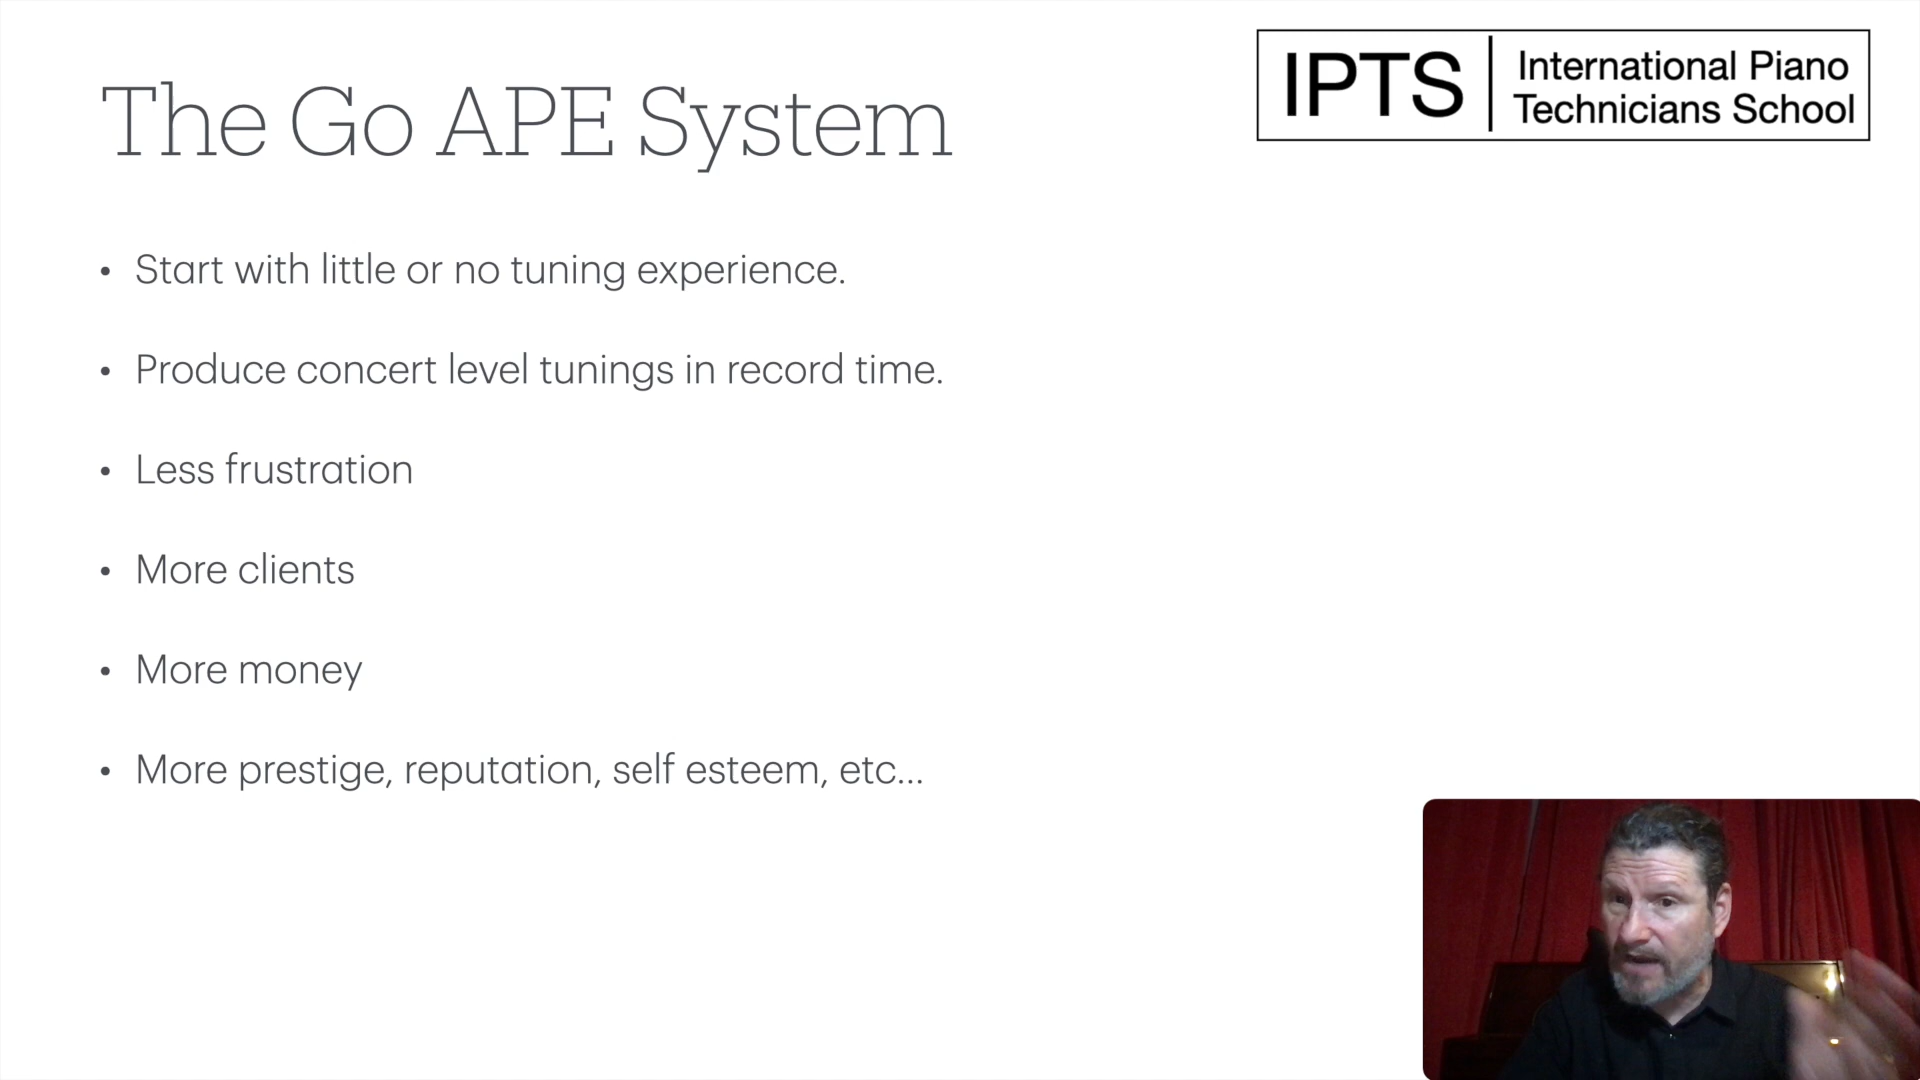 The Go APE System
IPTS
International Piano
Technicians School
• Start with little or no tuning experience.
• Produce concert level tunings in record time.
• Less frustration
• More clients
• More money
• More prestige, reputation, self esteem, etc...